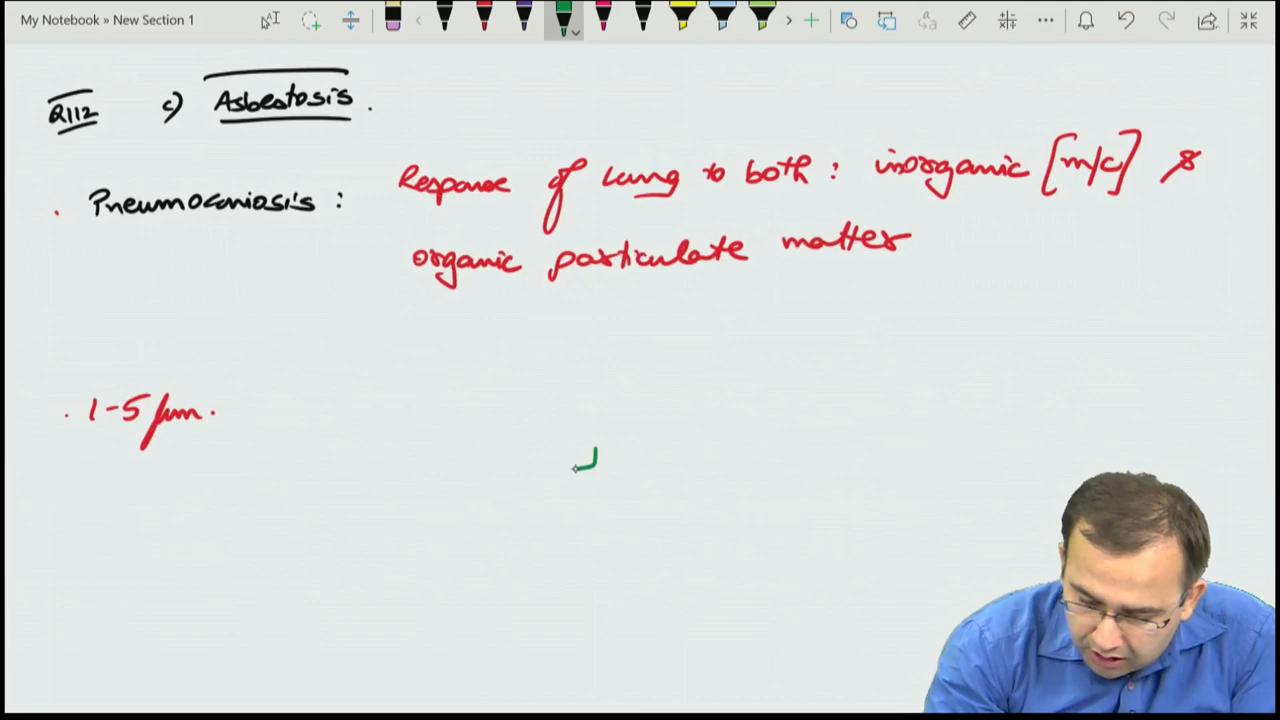 My Notebook » New Section 1
Q112 c) Asbestosis.
Response of lung to both : inorganic [m/c] &
. Pneumoconiosis :
organic particulate matter
. 1-5 μm.